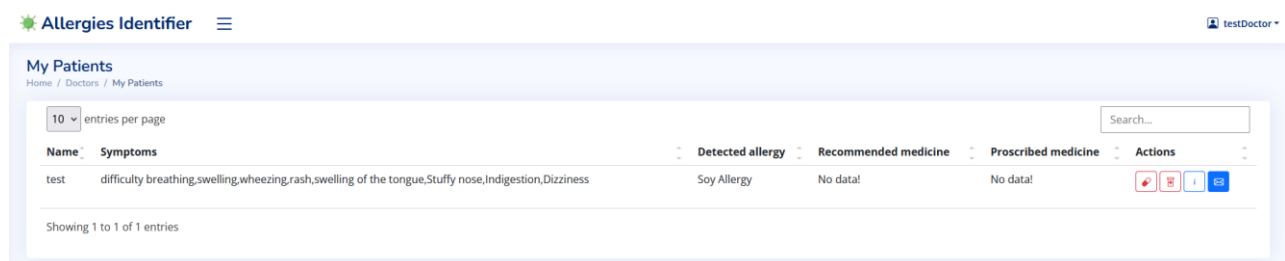 Allergies Identifier
testDoctor
My Patients
Home / Doctors / My Patients
10 entries per page
Search...
Name Symptoms Detected allergy Recommended medicine Proscribed medicine Actions
test difficulty breathing,swelling,wheezing,rash,swelling of the tongue,Stuffy nose,Indigestion,Dizziness Soy Allergy No data! No data! i
Showing 1 to 1 of 1 entries